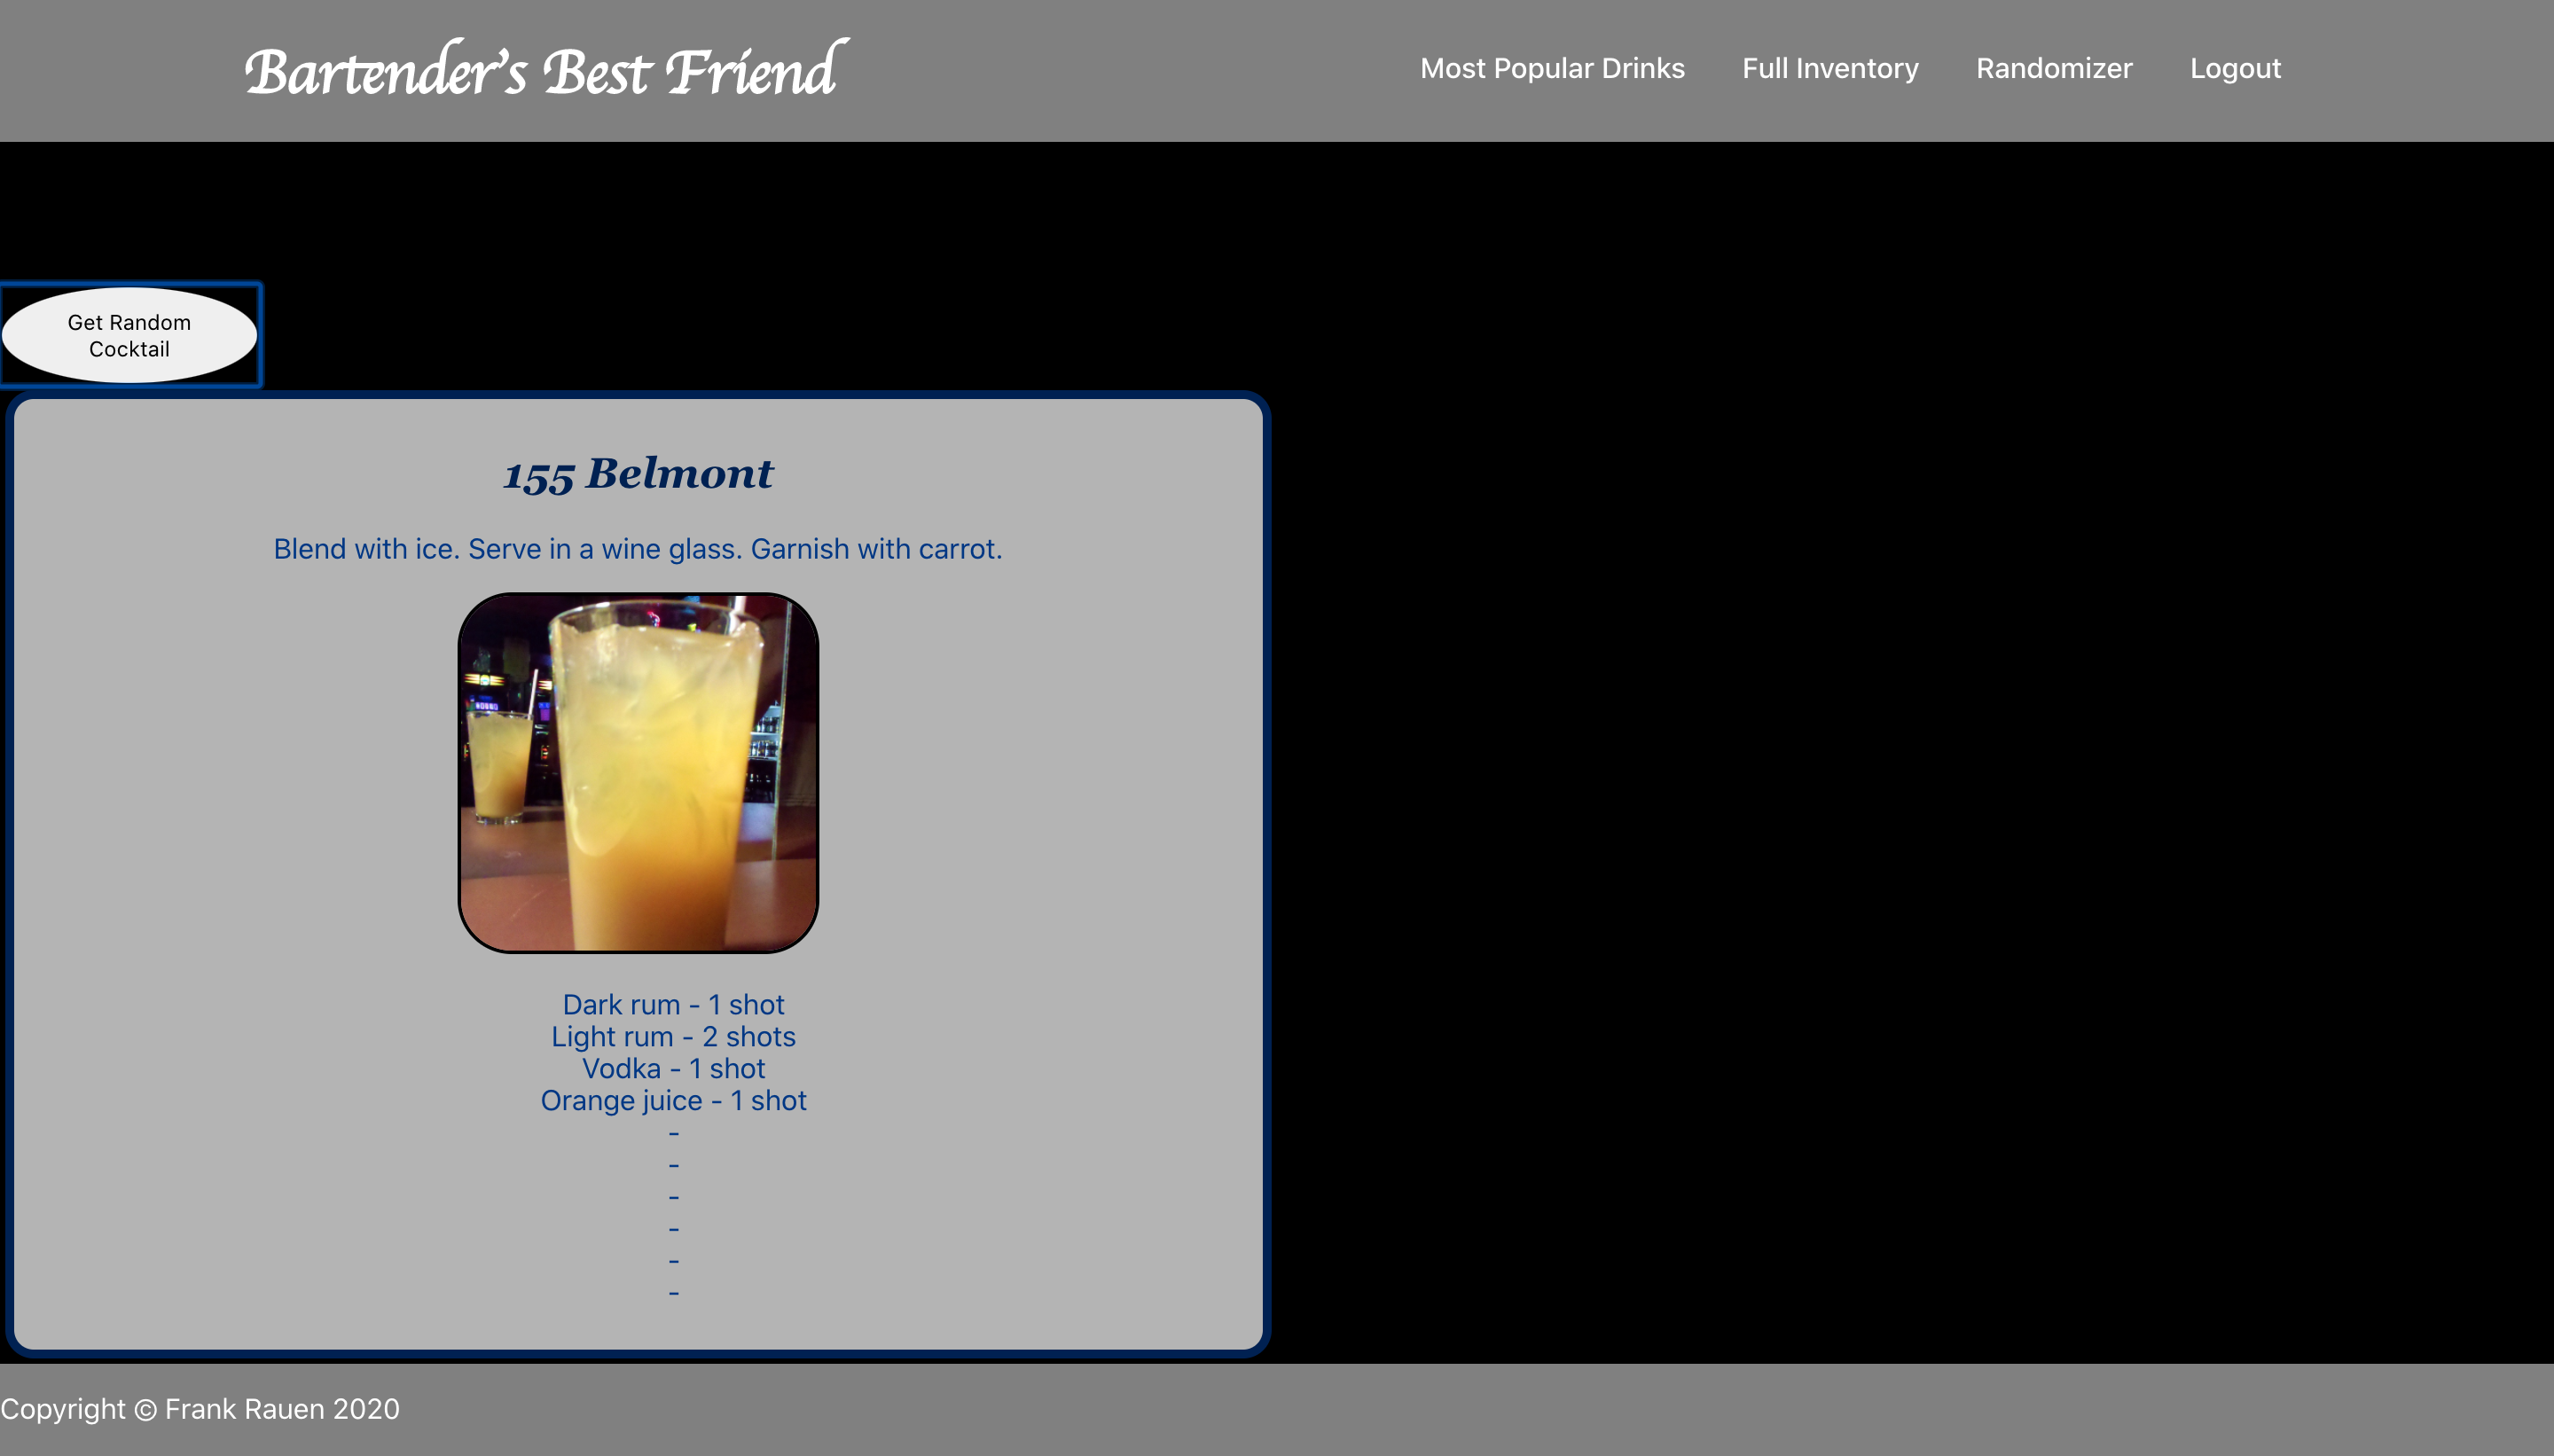 Bartender's Best Friend
Most Popular Drinks Full Inventory Randomizer Logout
Get Random
Cocktail
155 Belmont
Blend with ice. Serve in a wine glass. Garnish with carrot.
Dark rum - 1 shot
Light rum - 2 shots
Vodka - 1 shot
Orange juice - 1 shot
-
-
-
-
-
-
Copyright © Frank Rauen 2020